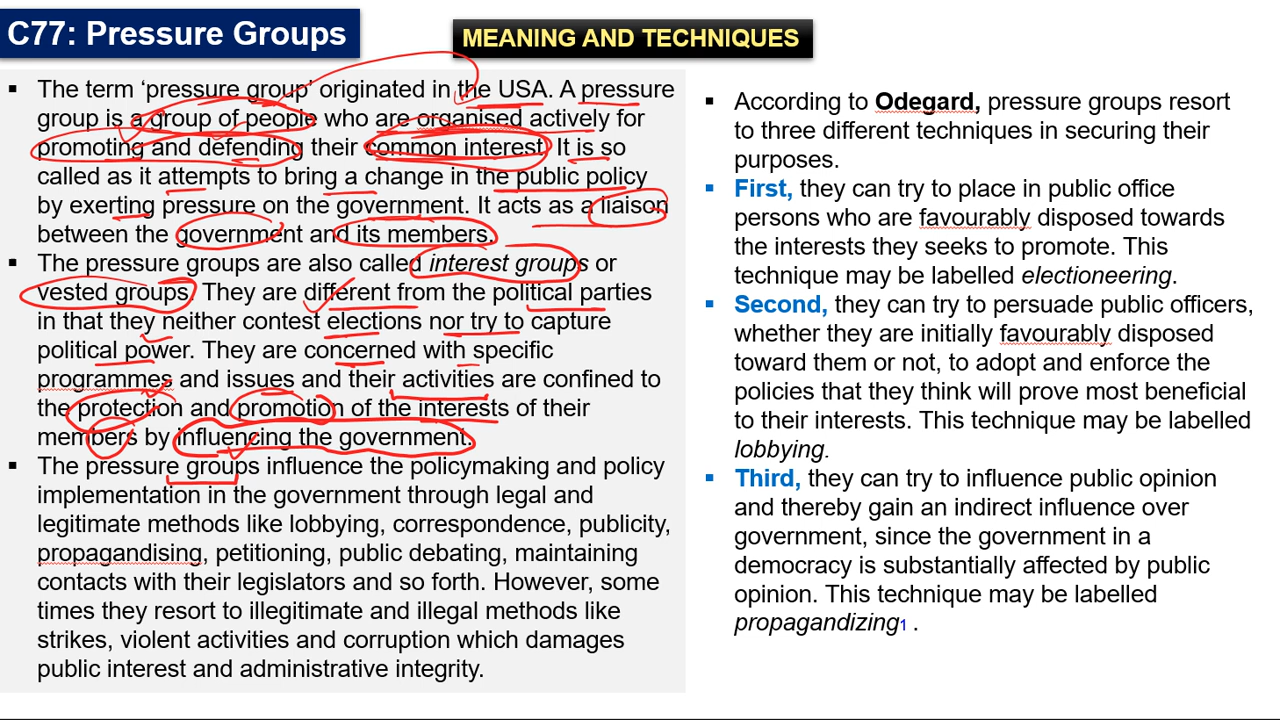 C77: Pressure Groups
MEANING AND TECHNIQUES
▪ The term ‘pressure group’ originated in the USA. A pressure
group is a group of people who are organised actively for
promoting and defending their common interest. It is so
called as it attempts to bring a change in the public policy
by exerting pressure on the government. It acts as a liaison
between the government and its members.
▪ The pressure groups are also called interest groups or
vested groups. They are different from the political parties
in that they neither contest elections nor try to capture
political power. They are concerned with specific
programmes and issues and their activities are confined to
the protection and promotion of the interests of their
members by influencing the government.
▪ The pressure groups influence the policymaking and policy
implementation in the government through legal and
legitimate methods like lobbying, correspondence, publicity,
propagandising, petitioning, public debating, maintaining
contacts with their legislators and so forth. However, some
times they resort to illegitimate and illegal methods like
strikes, violent activities and corruption which damages
public interest and administrative integrity.
▪ According to Odegard, pressure groups resort
to three different techniques in securing their
purposes.
▪ First, they can try to place in public office
persons who are favourably disposed towards
the interests they seeks to promote. This
technique may be labelled electioneering.
▪ Second, they can try to persuade public officers,
whether they are initially favourably disposed
toward them or not, to adopt and enforce the
policies that they think will prove most beneficial
to their interests. This technique may be labelled
lobbying.
▪ Third, they can try to influence public opinion
and thereby gain an indirect influence over
government, since the government in a
democracy is substantially affected by public
opinion. This technique may be labelled
propagandizing1 .